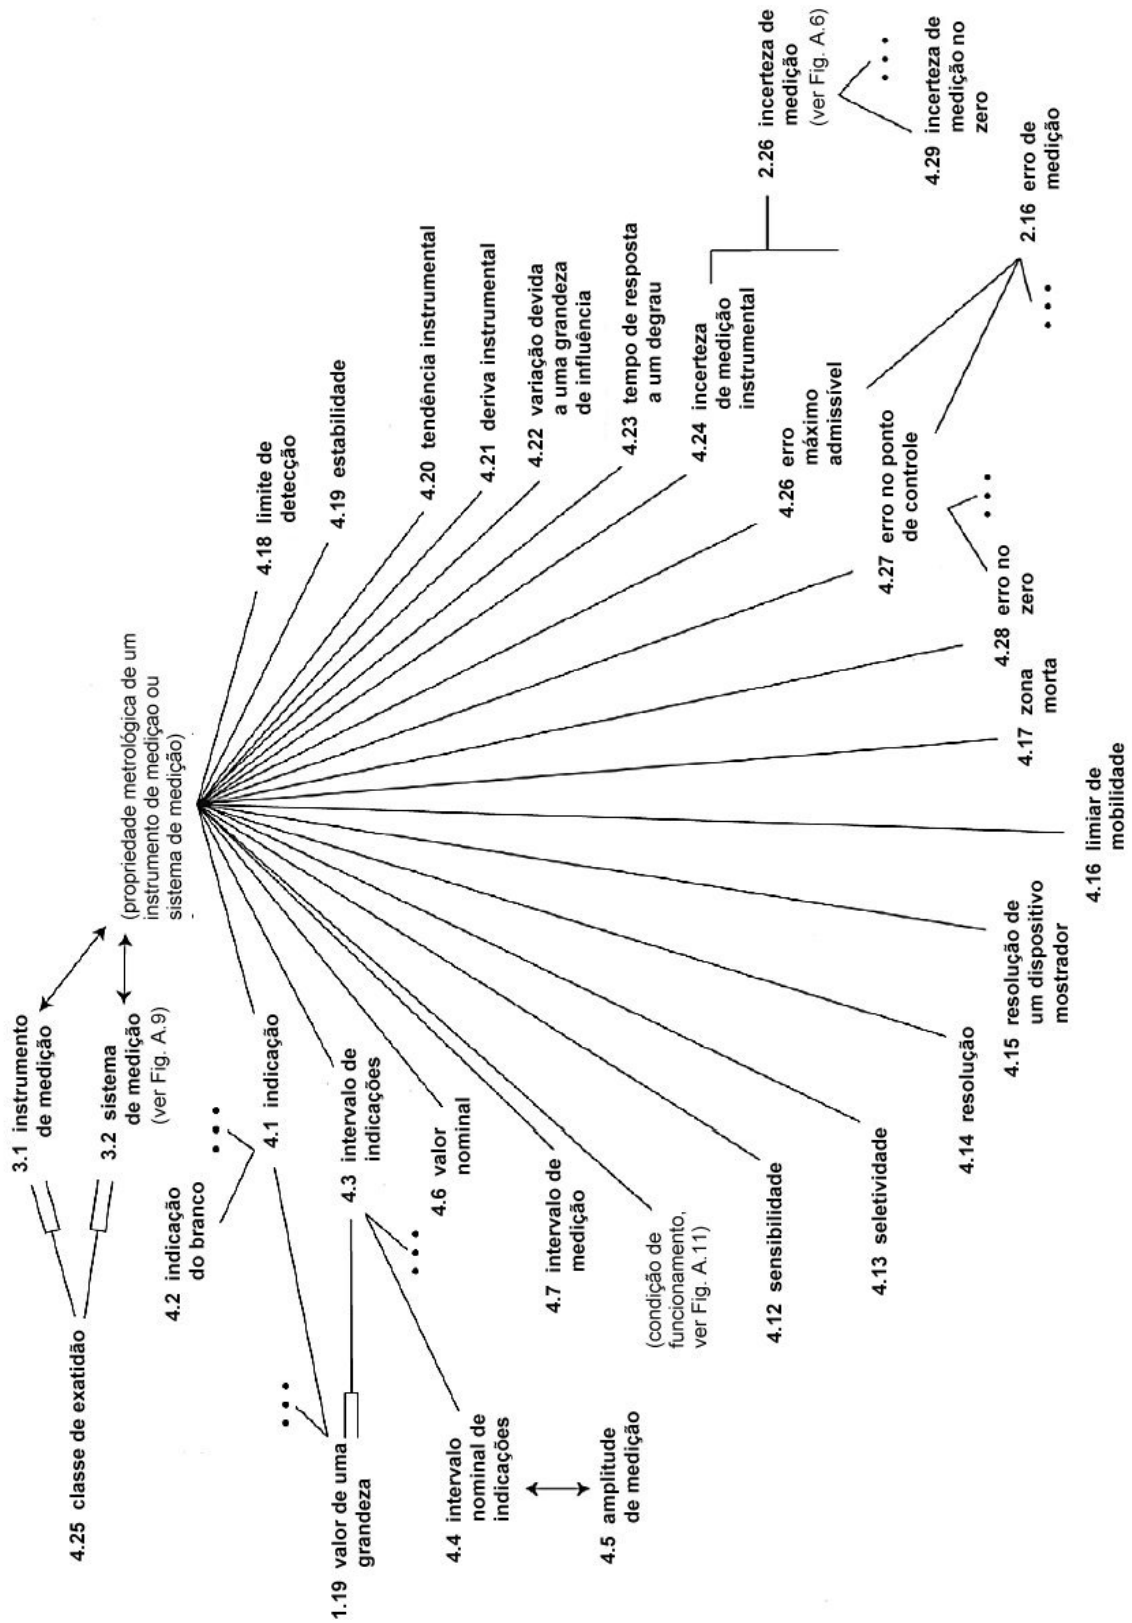 4.25 classe de exatidão
3.1 instrumento
de medição
3.2 sistema
de medição
(ver Fig. A.9)
(propriedade metrológica de um
instrumento de mediçao ou
sistema de medição)
4.2 indicação
do branco
4.1 indicação
1.19 valor de uma
grandeza
4.3 intervalo de
indicações
4.4 intervalo
nominal de
indicações
4.5 amplitude
de medição
4.6 valor
nominal
4.7 intervalo de
medição
(condição de
funcionamento,
ver Fig. A.11)
4.12 sensibilidade
4.13 seletividade
4.14 resolução
4.15 resolução de
um dispositivo
mostrador
4.16 limiar de
mobilidade
4.17 zona
morta
4.28 erro no
zero
4.27 erro no ponto
de controle
4.26 erro
máximo
admissível
4.24 incerteza
de medição
instrumental
4.23 tempo de resposta
a um degrau
4.22 variação devida
a uma grandeza
de influência
4.21 deriva instrumental
4.20 tendência instrumental
4.19 estabilidade
4.18 limite de
detecção
2.26 incerteza de
medição
(ver Fig. A.6)
4.29 incerteza de
medição no
zero
2.16 erro de
medição